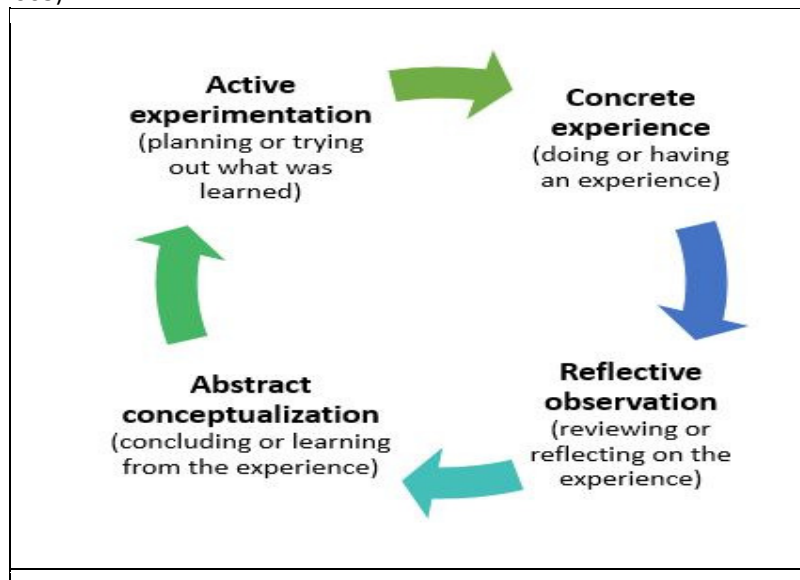 Active
experimentation
(planning or trying
out what was
learned)
Concrete
experience
(doing or having
an experience)
Reflective
observation
(reviewing or
reflecting on the
experience)
Abstract
conceptualization
(concluding or learning
from the experience)